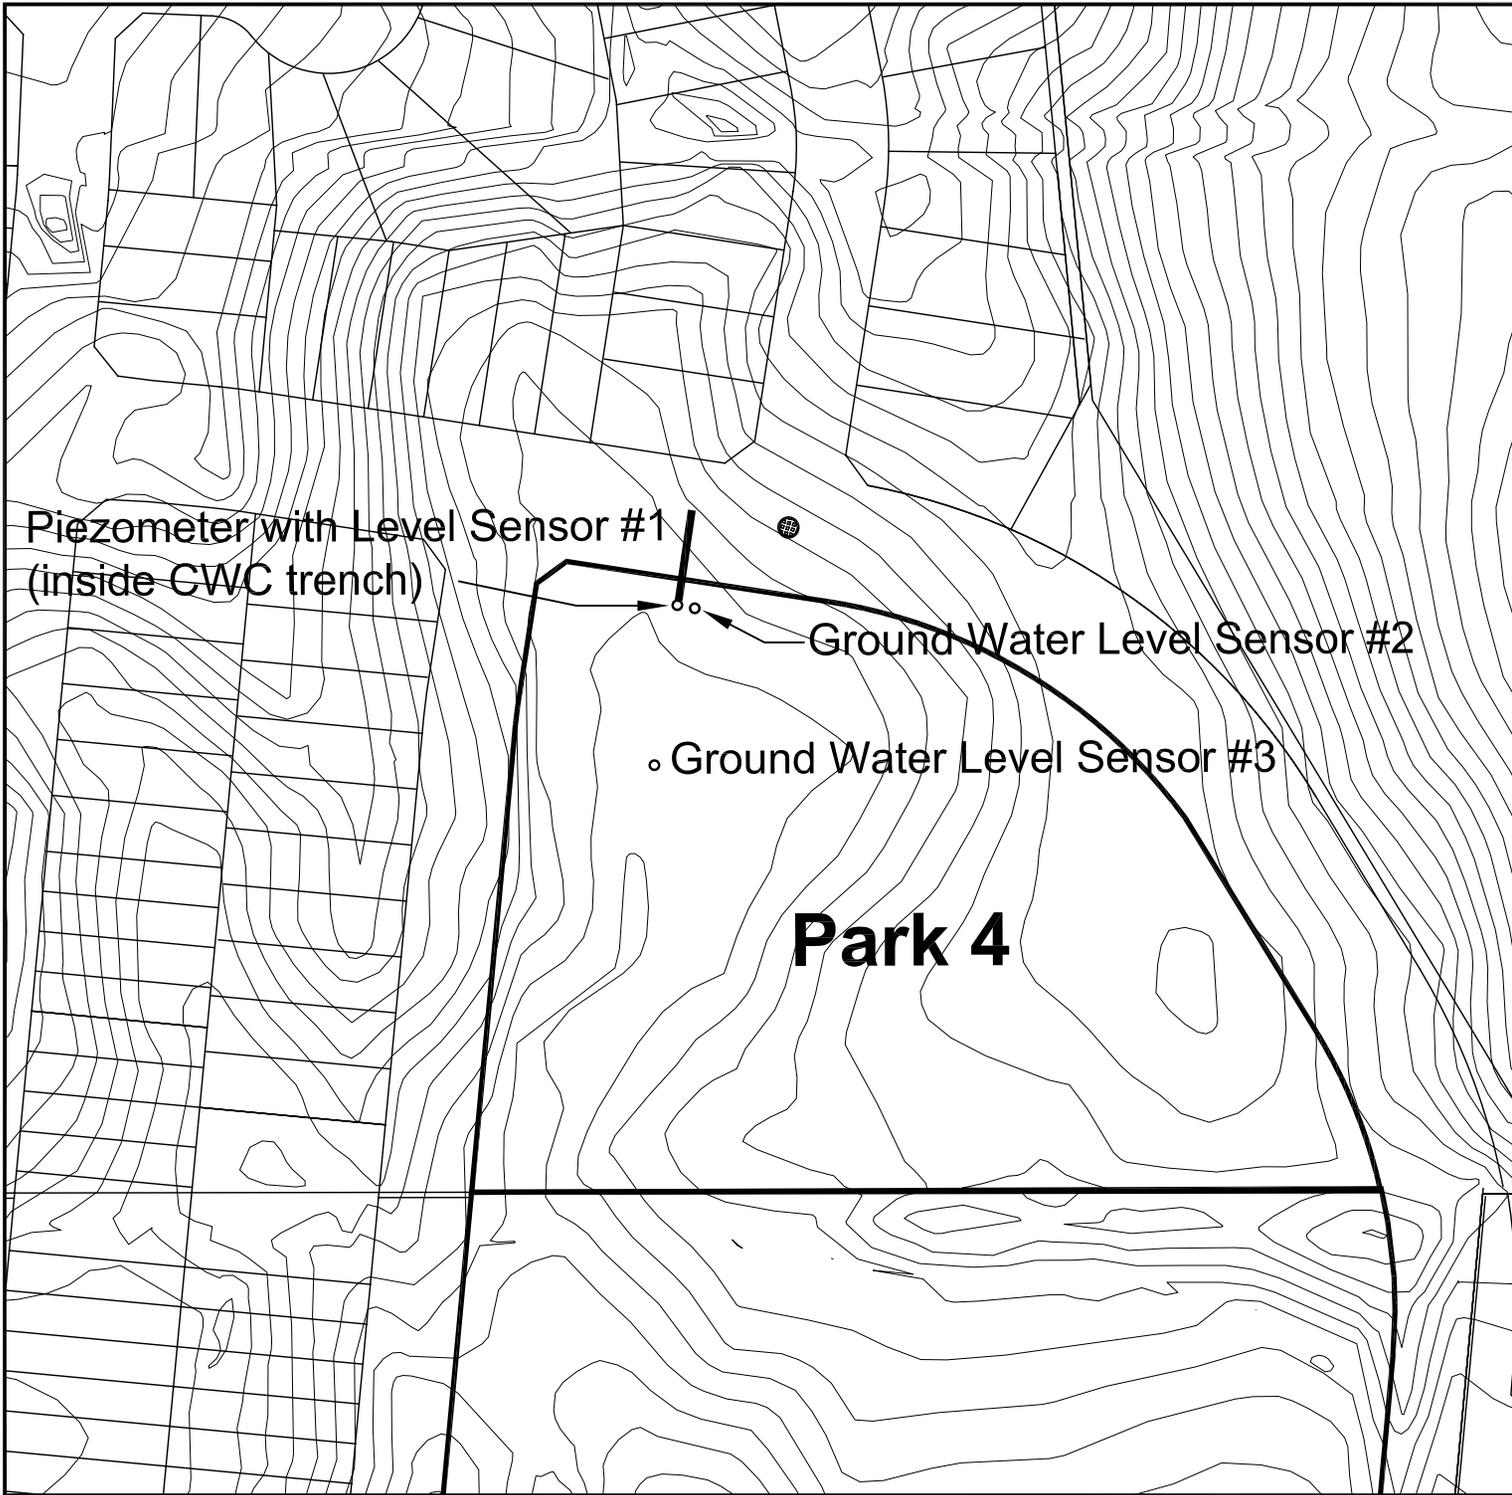 Piezometer with Level Sensor #1
(inside CWC trench)
Ground Water Level Sensor #2
Ground Water Level Sensor #3
Park 4